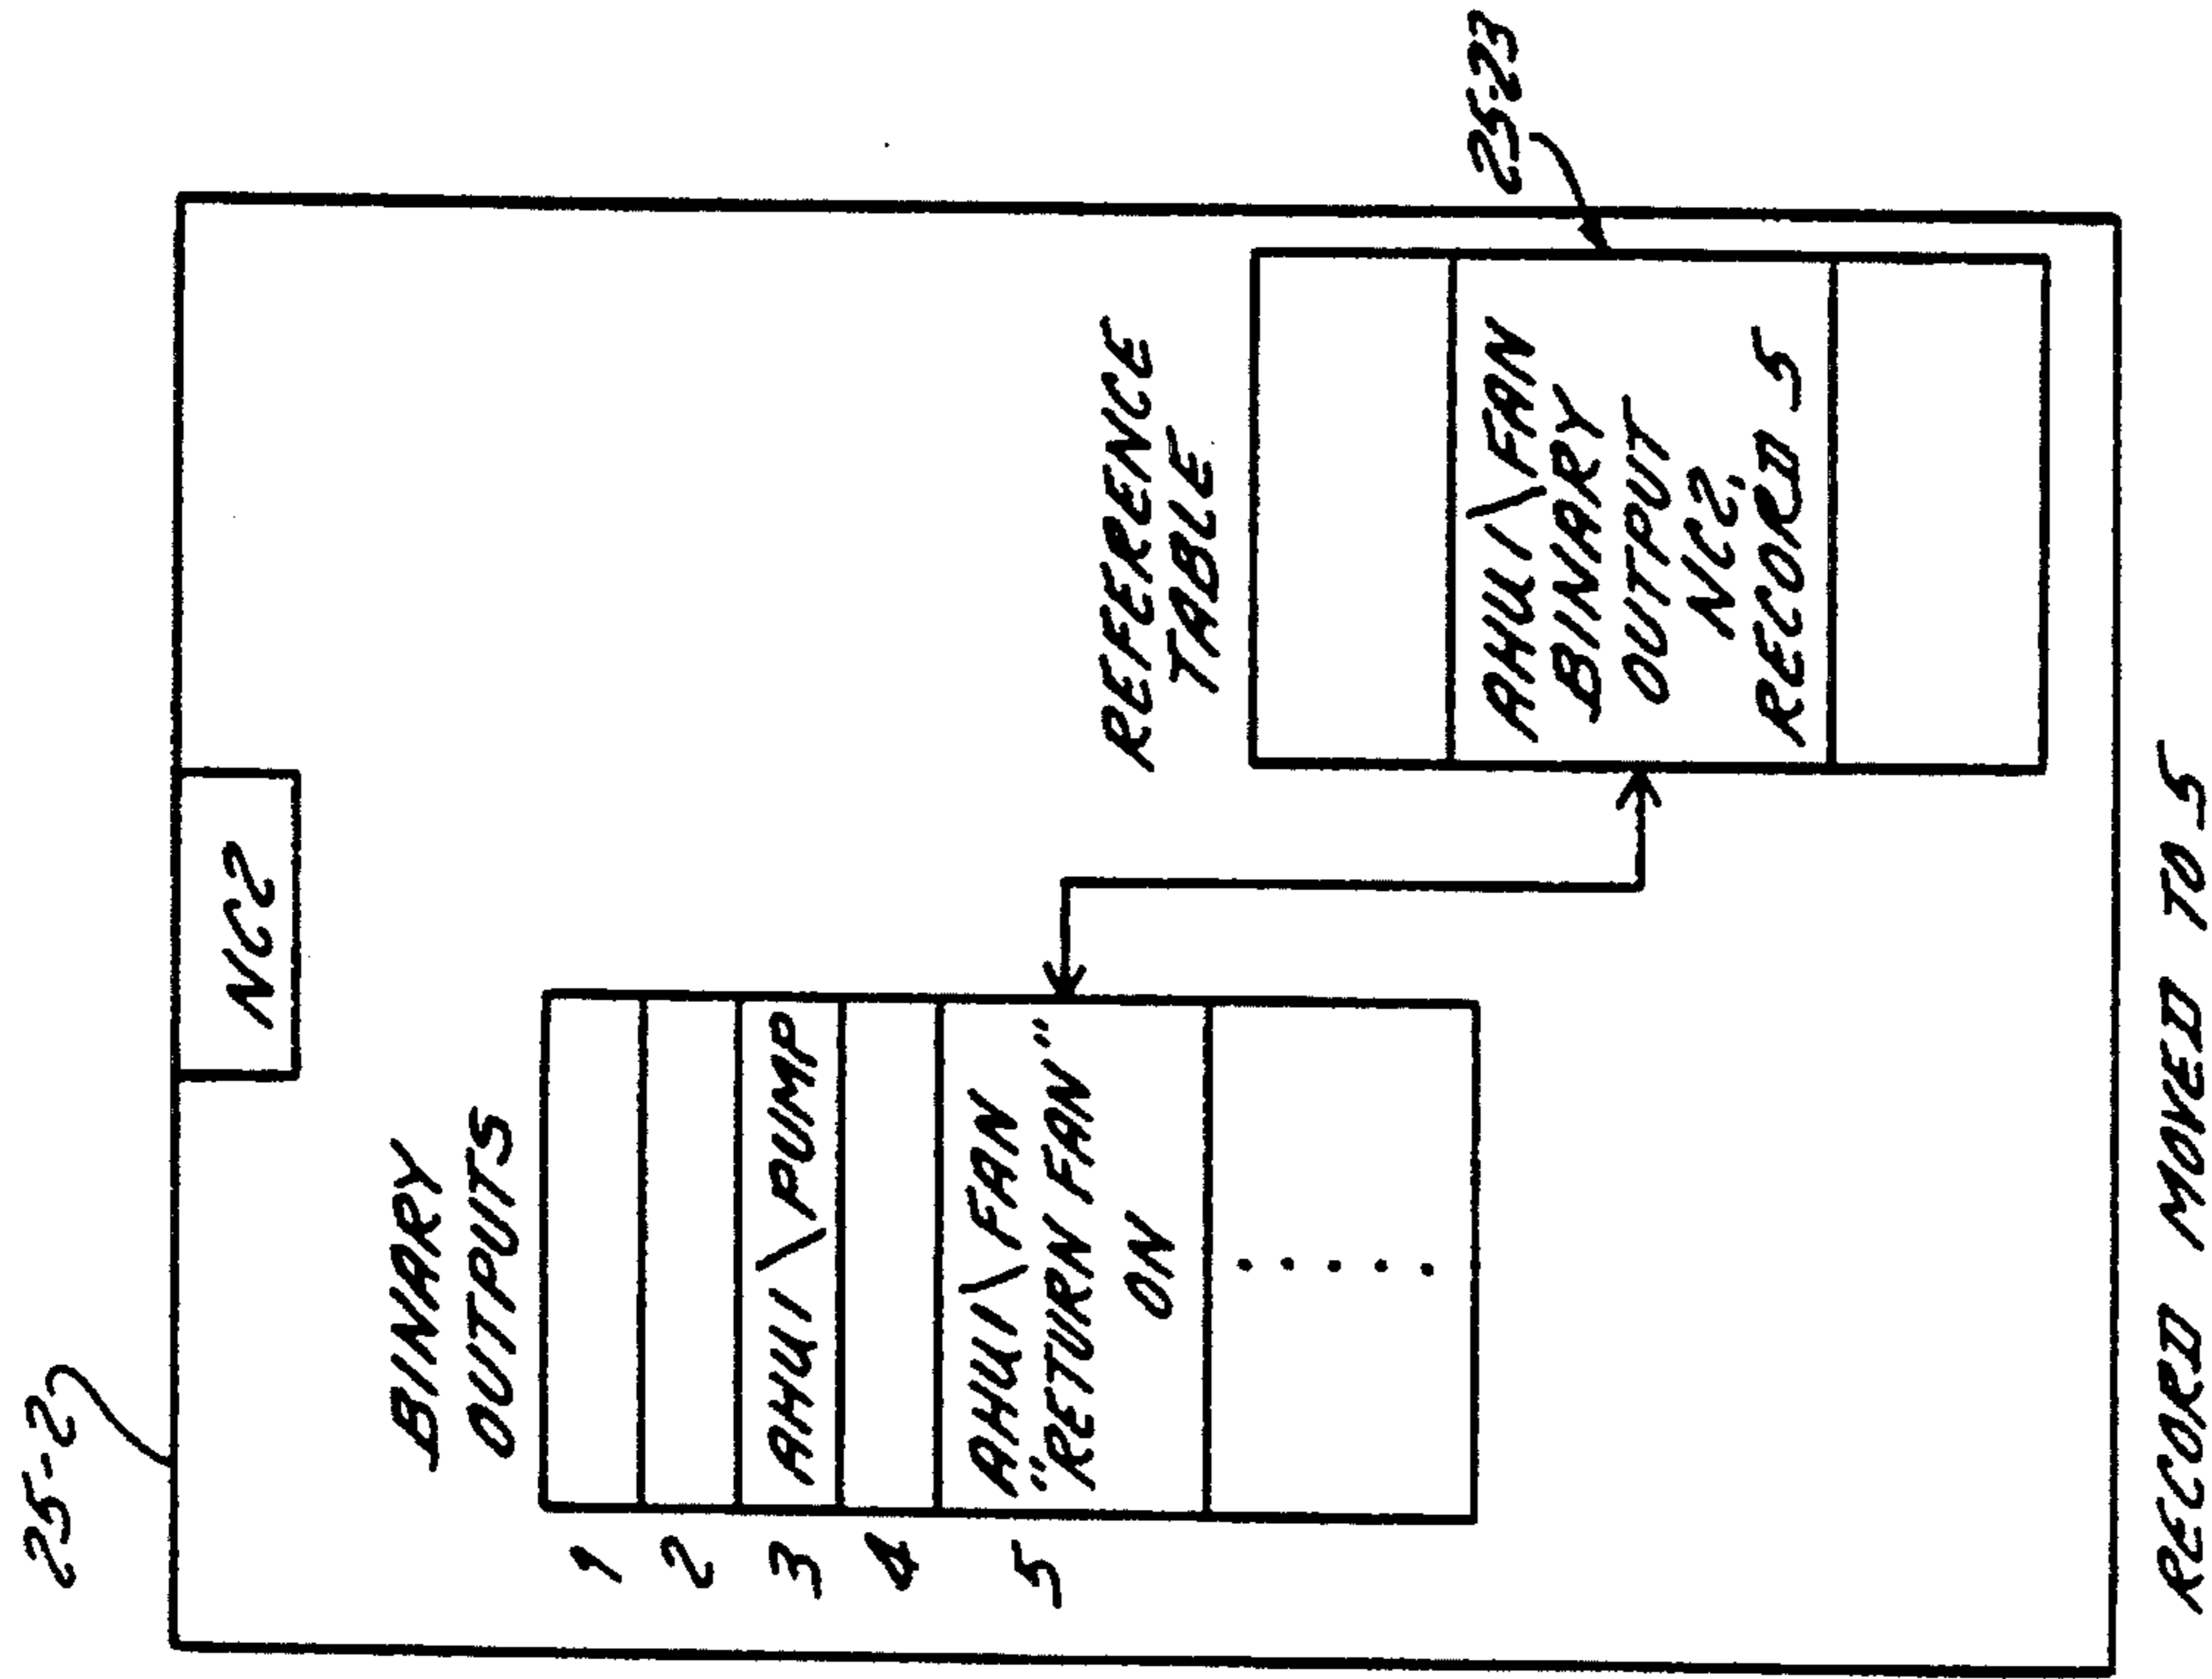 25-2
NC2
BINARY
OUTPUTS
1
2
3 AHU1\PUMP
4
5 AHU1\FAN
"RETURN FAN"
ON
.....
REFERENCE
TABLE
25-23
AHU1\FAN
BINARY
OUTPUT
NC2,
RECORD 5
RECORD MOVED TO 5